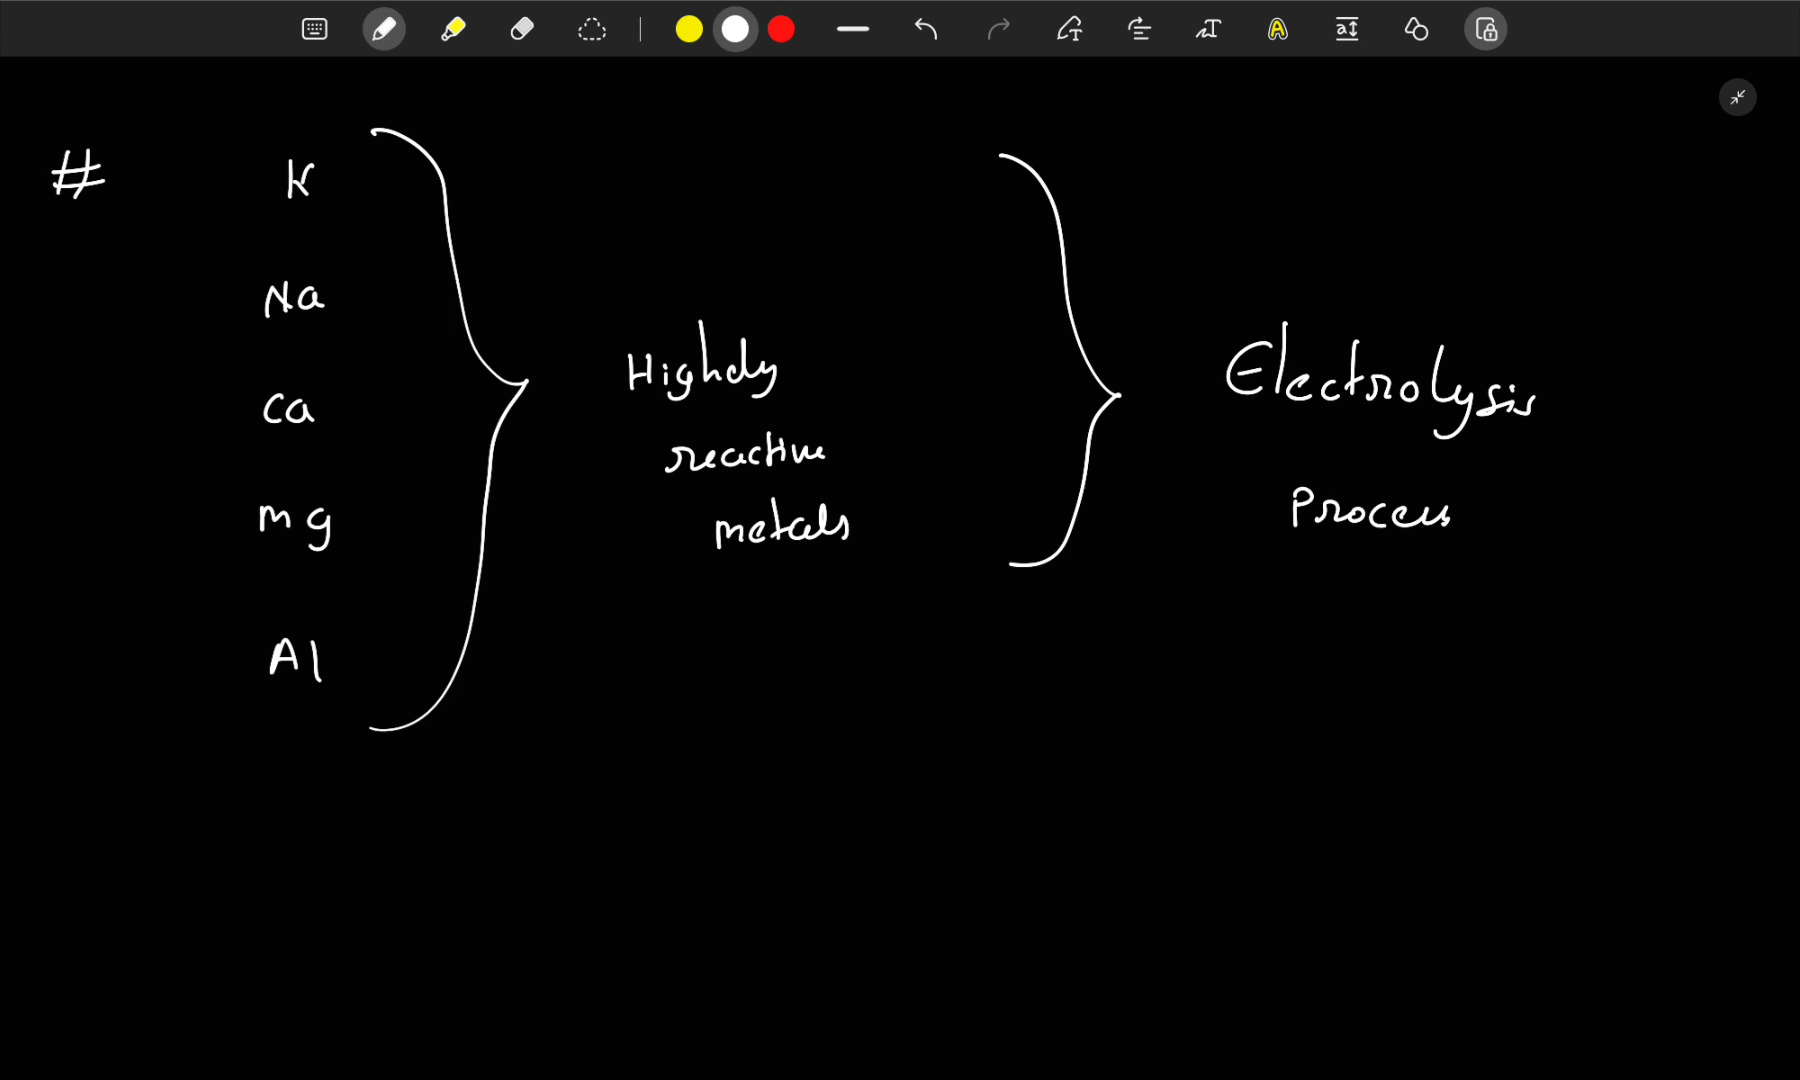 # K
Na
Ca
mg
Al
Highly
reactive
metals
Electrolysis
Process